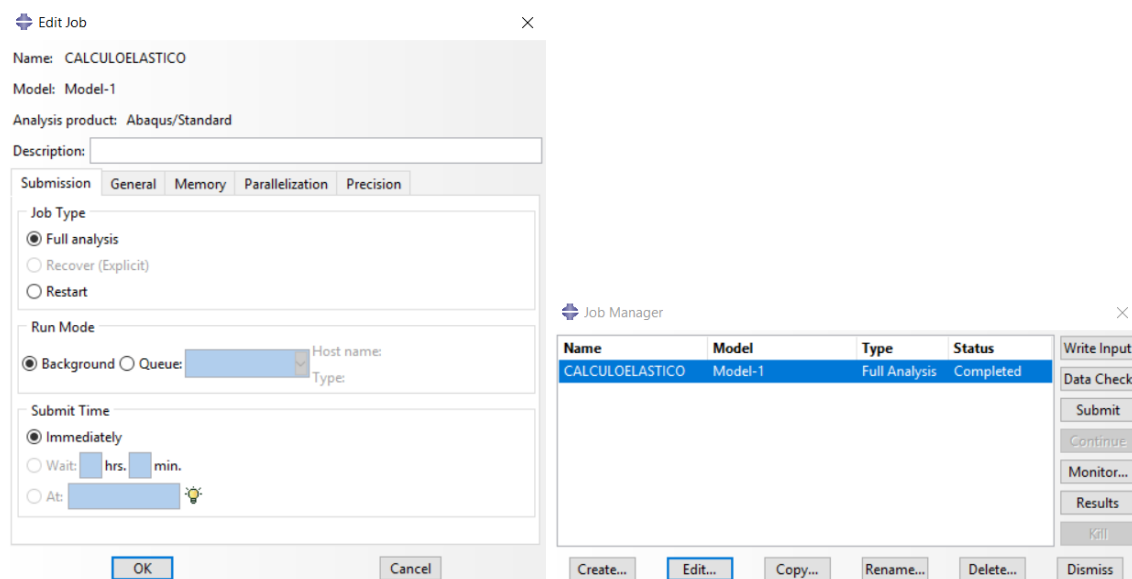 Edit Job
Name: CALCULOELASTICO
Model: Model-1
Analysis product: Abaqus/Standard
Description:
Submission General Memory Parallelization Precision
Job Type
Full analysis
Recover (Explicit)
Restart
Run Mode
Background Queue: Host name:
Type:
Submit Time
Immediately
Wait: hrs. min.
At:
OK Cancel
Job Manager
Name Model Type Status
CALCULOELASTICO Model-1 Full Analysis Completed
Write Input
Data Check
Submit
Continue
Monitor...
Results
Kill
Create... Edit... Copy... Rename... Delete... Dismiss